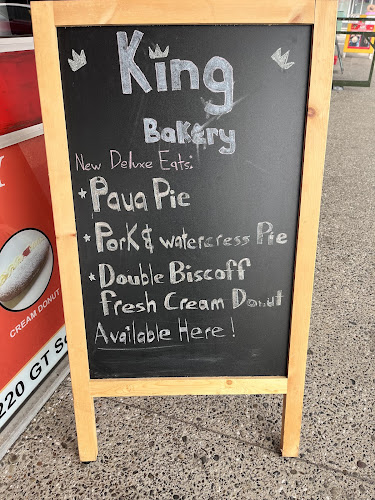 King
Bakery
New Deluxe Eats:
* Paua Pie
* Pork & watercress Pie
* Double Biscoff
fresh Cream Donut
Available Here!
CREAM DONUT
220 GT S